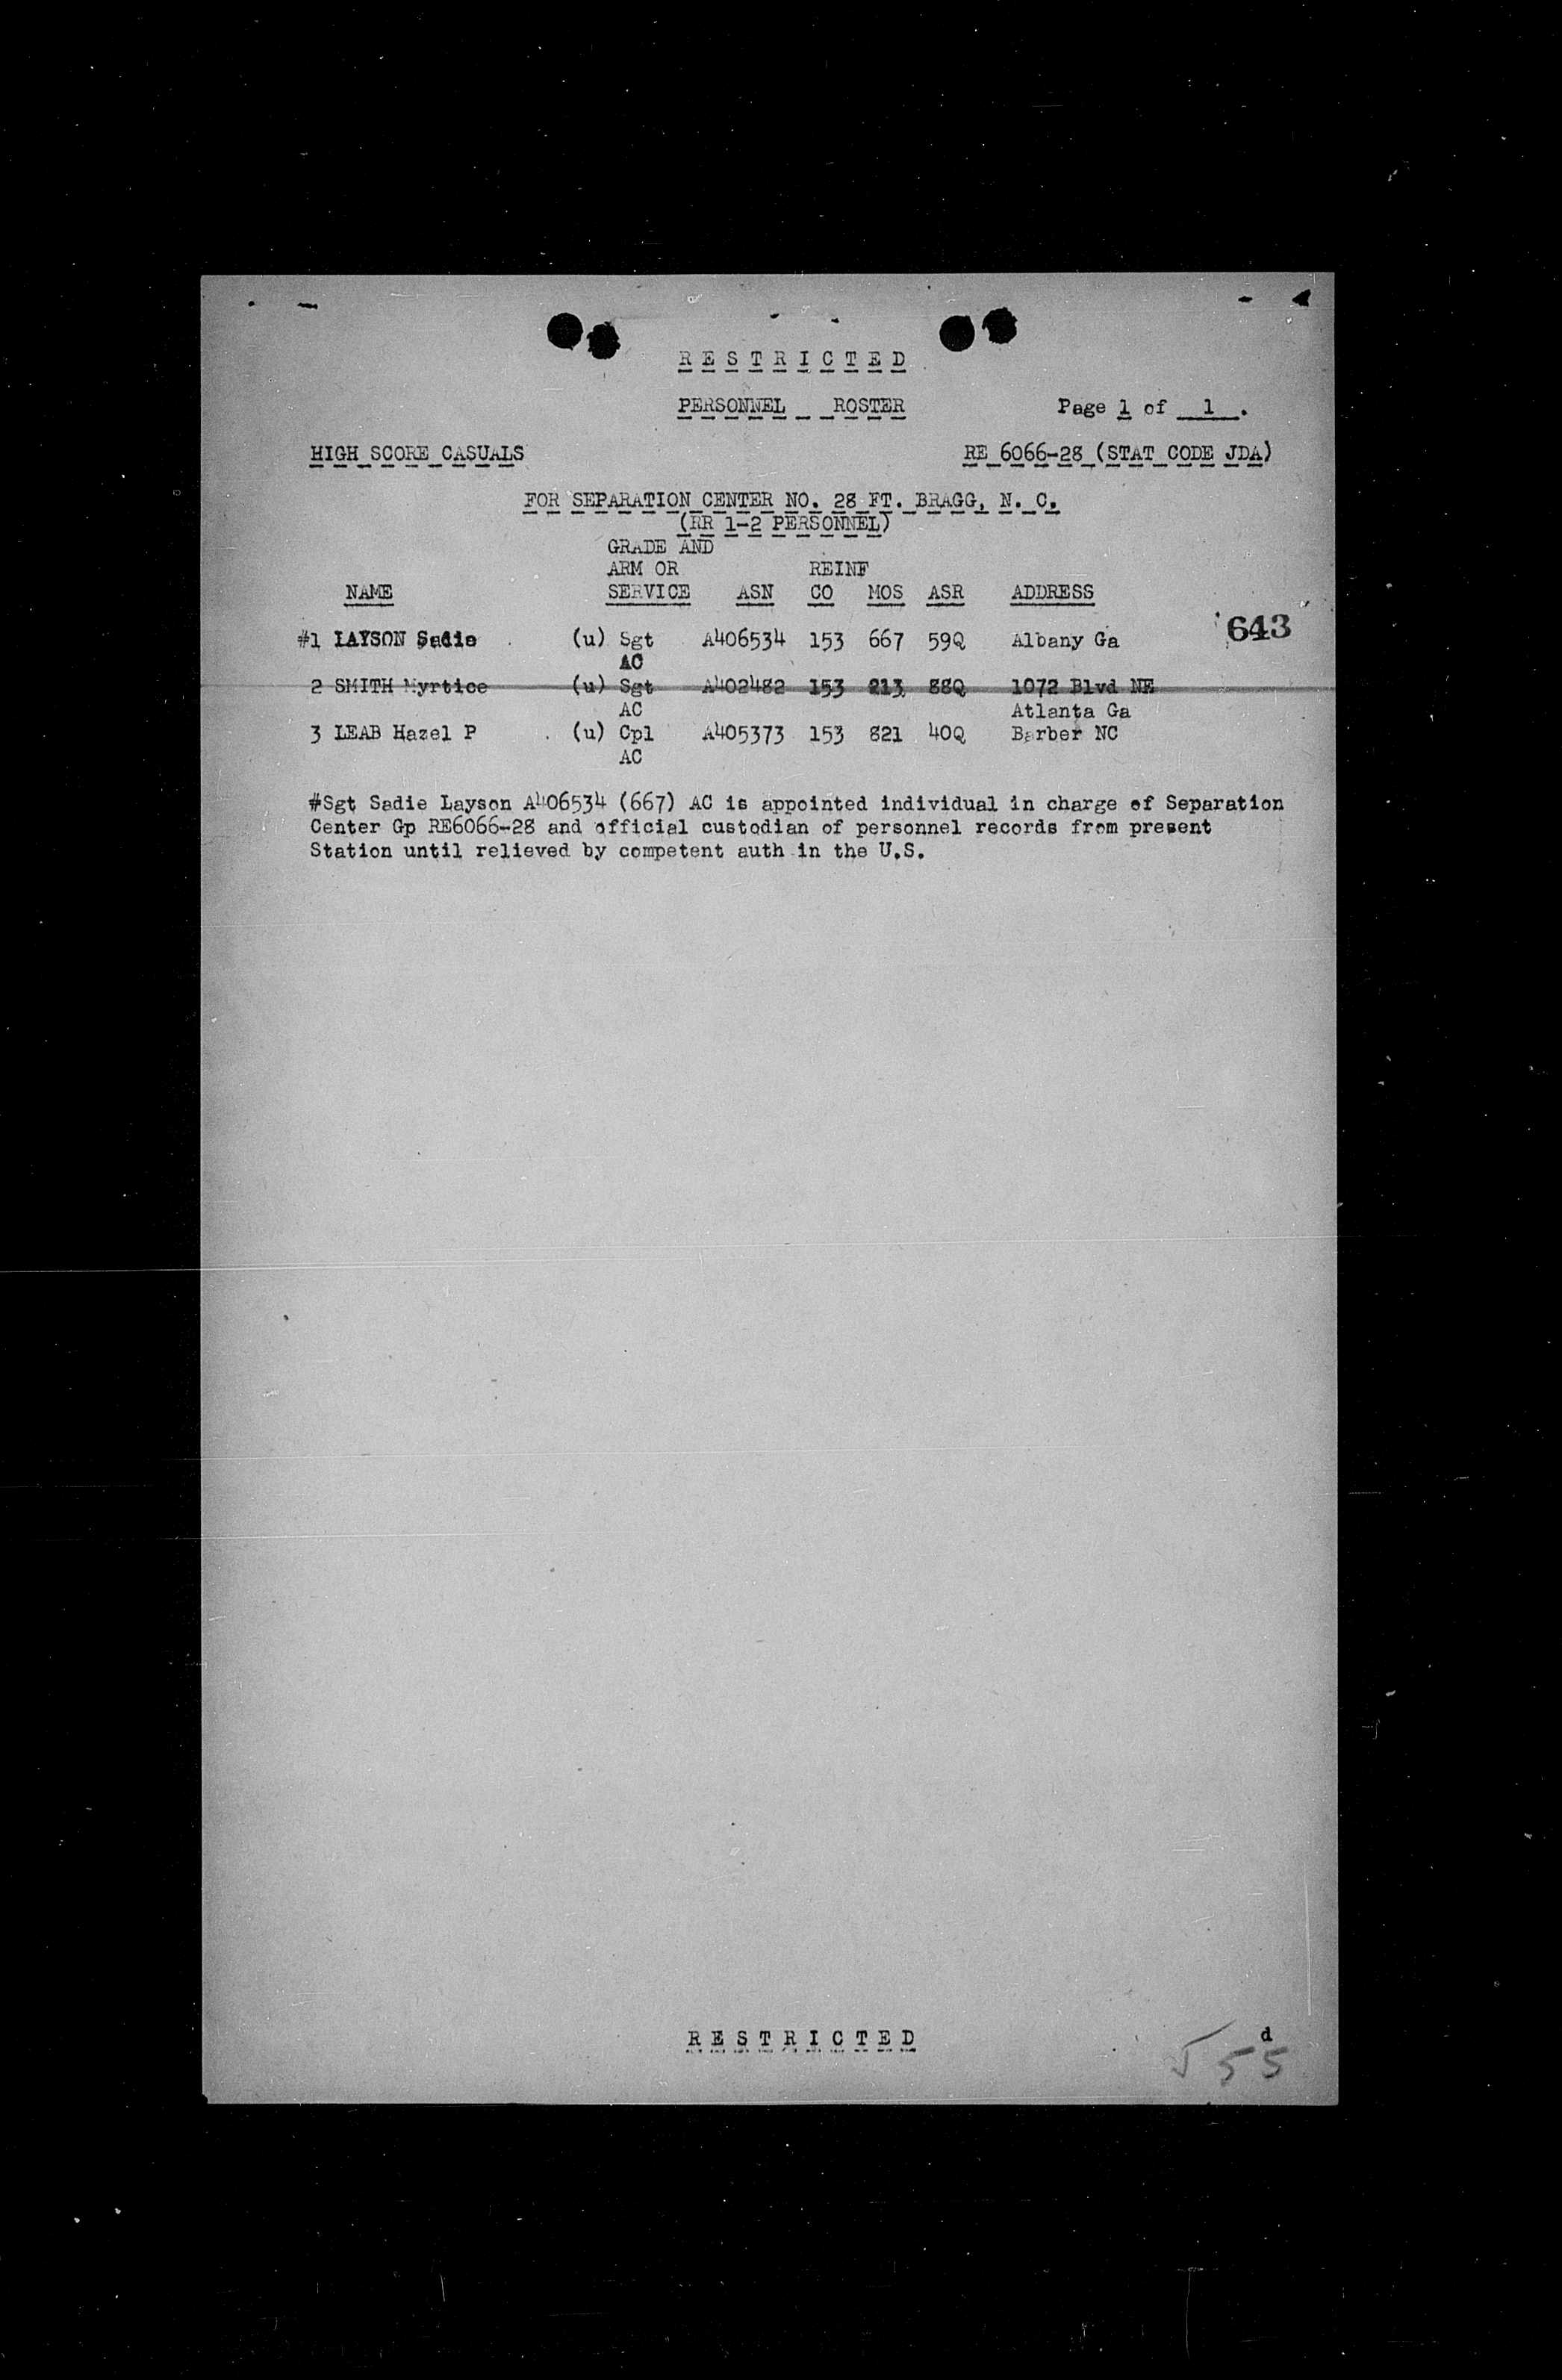 RESTRICTED
PERSONNEL ROSTER Page 1 of 1.
HIGH SCORE CASUALS RE 6066-28 (STAT CODE JDA)
FOR SEPARATION CENTER NO. 28 FT. BRAGG, N. C.
(RR 1-2 PERSONNEL)
GRADE AND
ARM OR REINF
NAME SERVICE ASN CO MOS ASR ADDRESS
643
#1 LAYSON Sadie (u) Sgt A406534 153 667 59Q Albany Ga
AC
2 SMITH Myrtice (u) Sgt A402482 153 213 88Q 1072 Blvd NE
AC Atlanta Ga
3 LEAB Hazel P (u) Cpl A405373 153 821 40Q Barber NC
AC
#Sgt Sadie Layson A406534 (667) AC is appointed individual in charge of Separation
Center Gp RE6066-28 and official custodian of personnel records from present
Station until relieved by competent auth in the U.S.
RESTRICTED
d
55